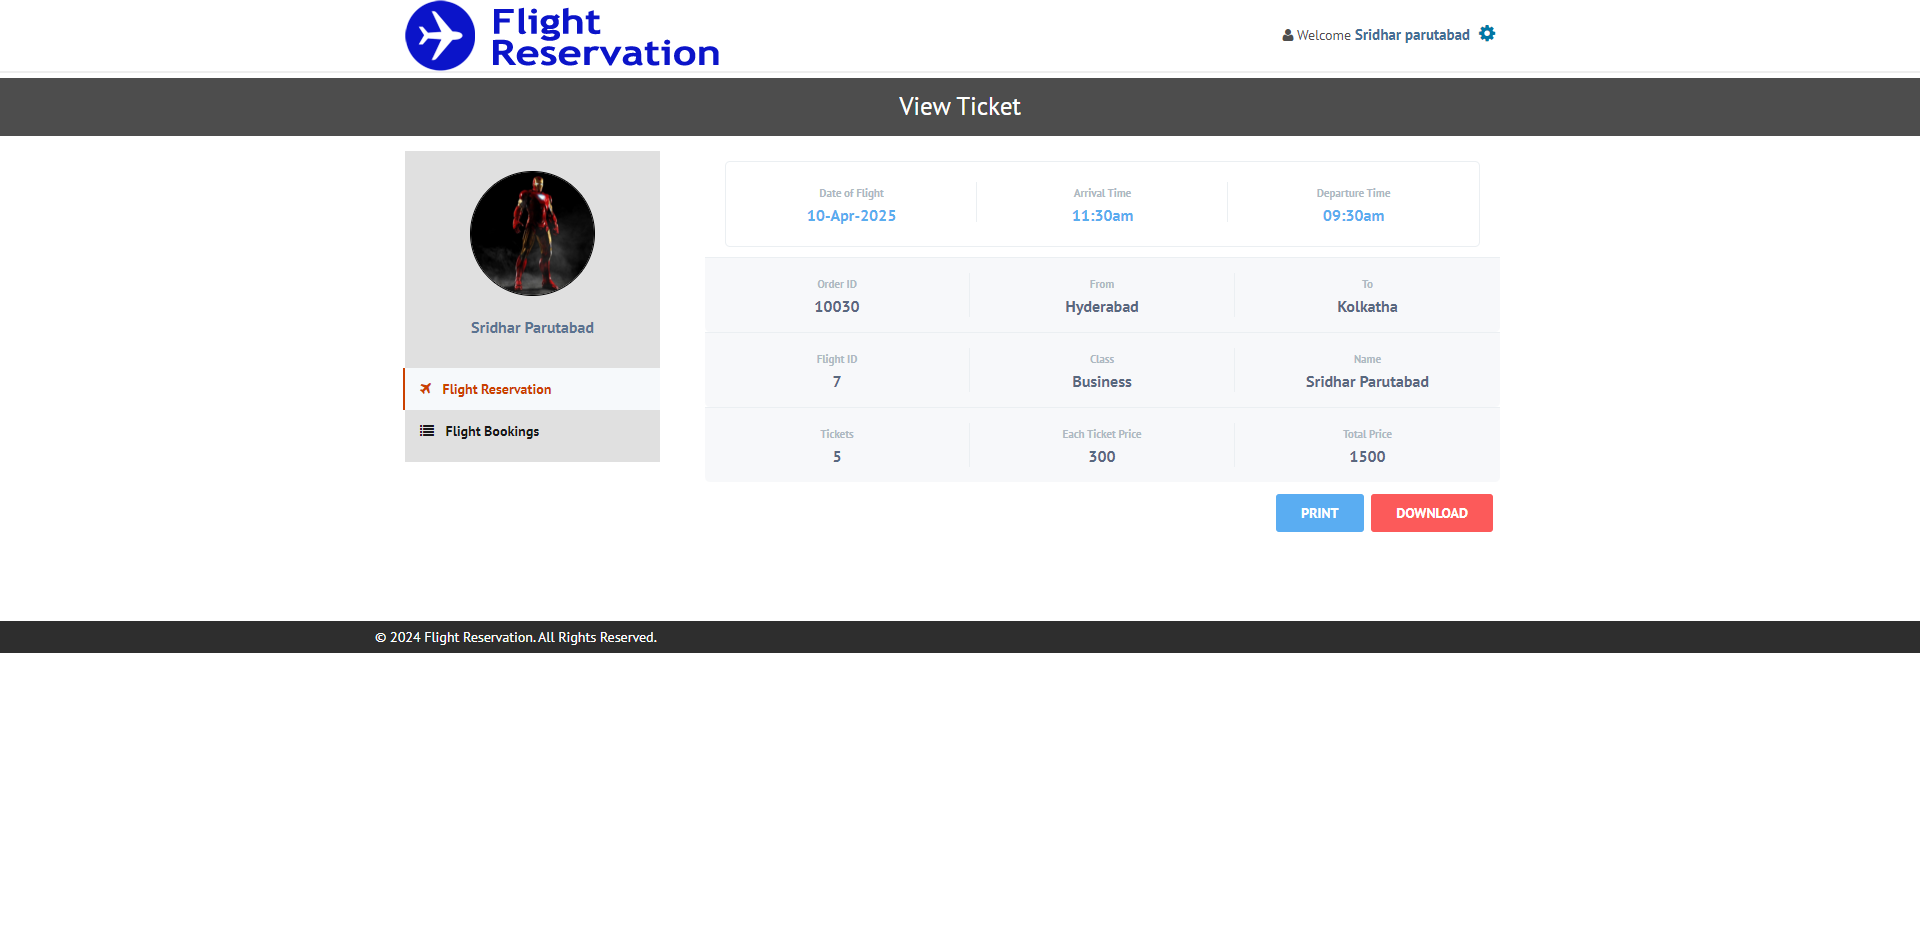 Flight
Reservation
Welcome Sridhar parutabad
View Ticket
Sridhar Parutabad
Flight Reservation
Flight Bookings
Date of Flight
10-Apr-2025
Arrival Time
11:30am
Departure Time
09:30am
Order ID
10030
From
Hyderabad
To
Kolkatha
Flight ID
7
Class
Business
Name
Sridhar Parutabad
Tickets
5
Each Ticket Price
300
Total Price
1500
PRINT
DOWNLOAD
© 2024 Flight Reservation. All Rights Reserved.